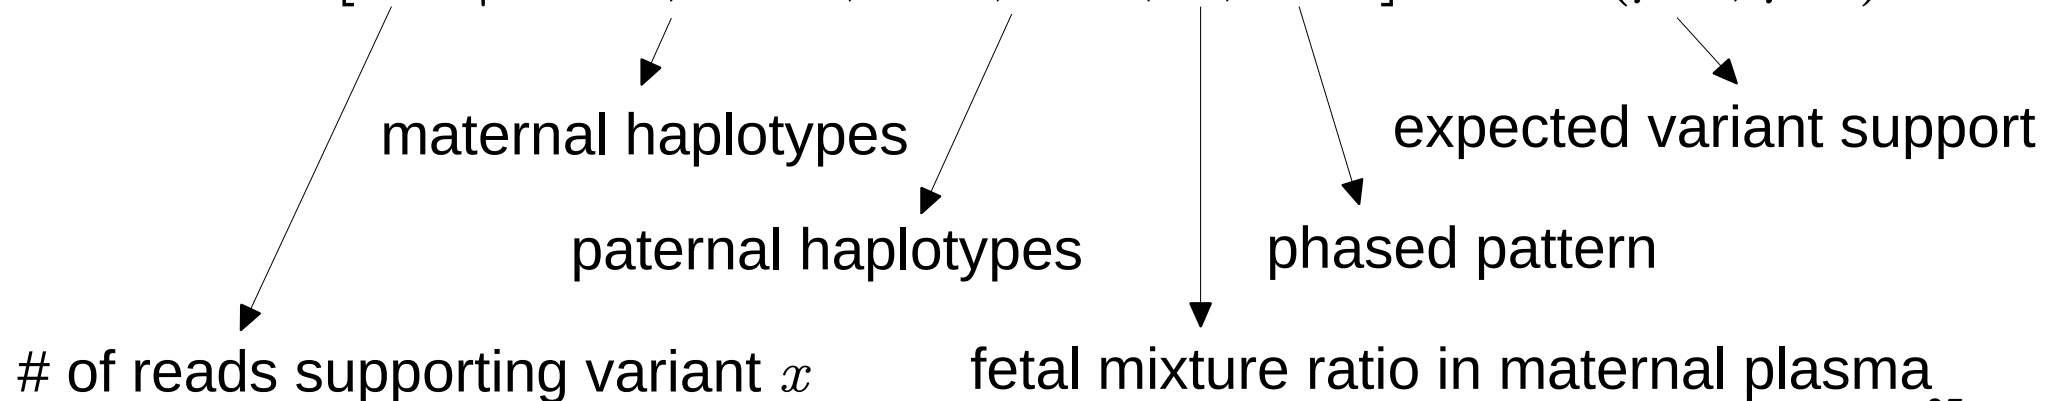 maternal haplotypes
expected variant support
paternal haplotypes
phased pattern
# of reads supporting variant x
fetal mixture ratio in maternal plasma